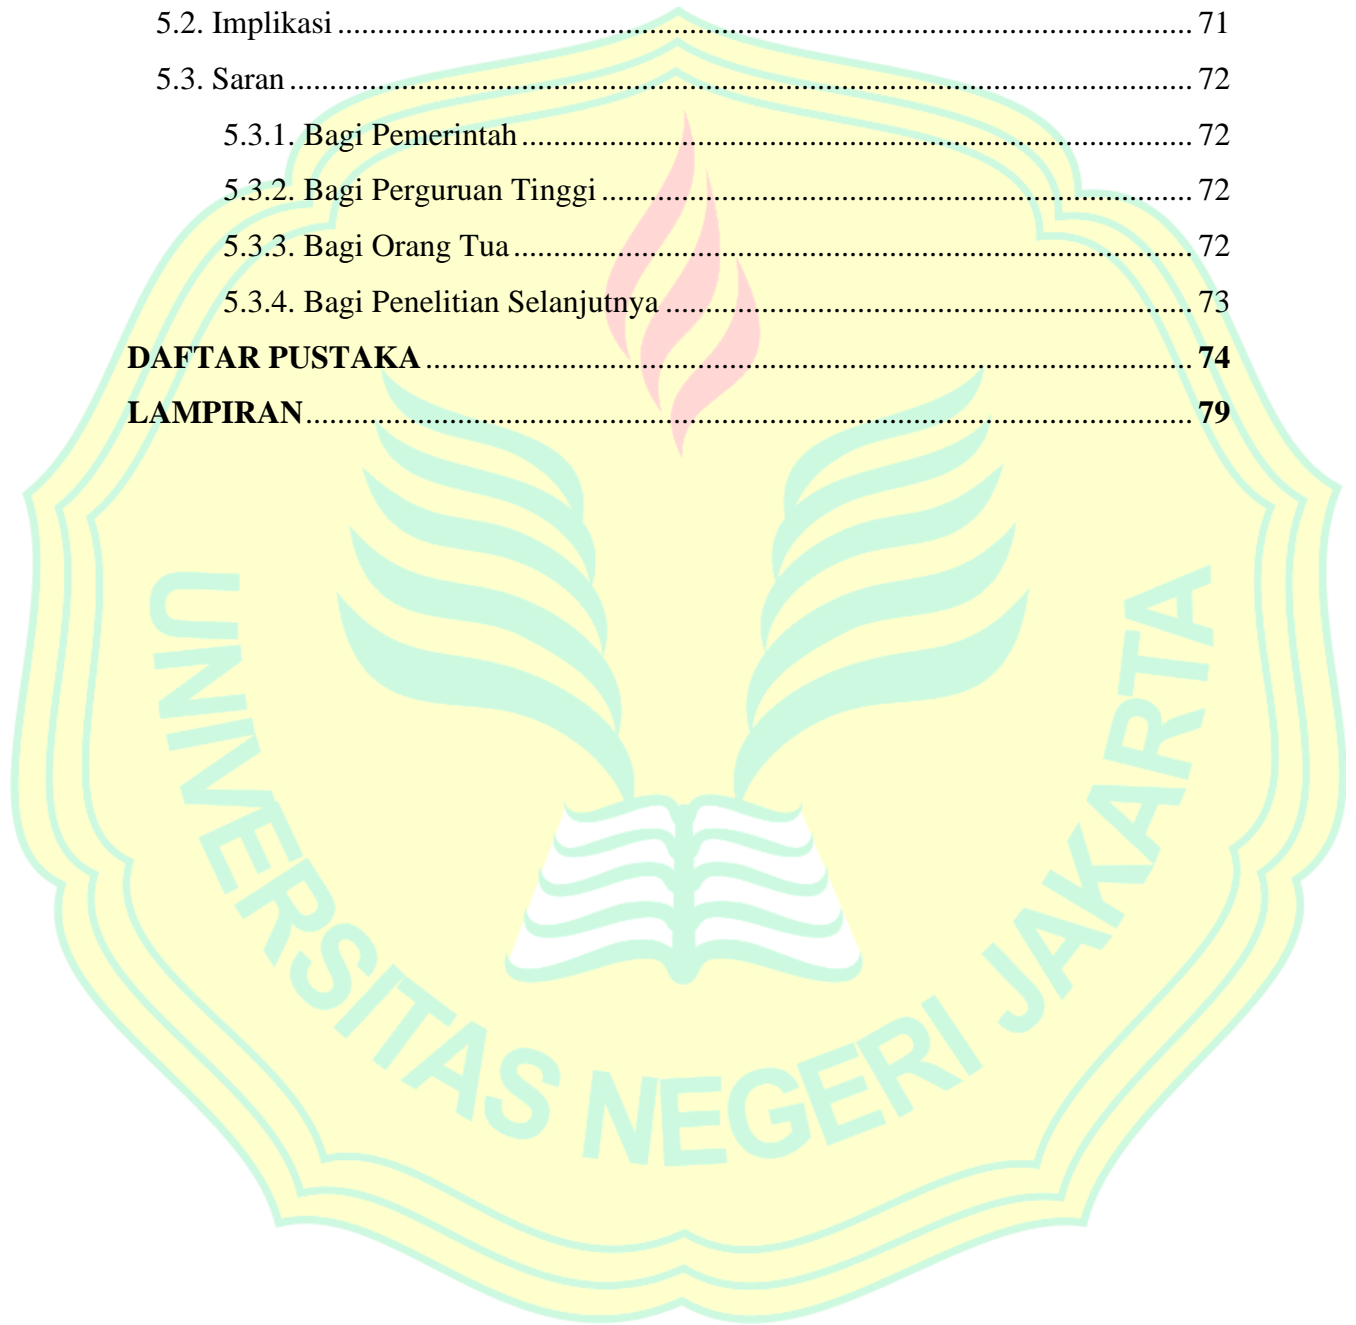 5.2. Implikasi ........................................................................................................... 71
5.3. Saran ................................................................................................................. 72
5.3.1. Bagi Pemerintah .................................................................................... 72
5.3.2. Bagi Perguruan Tinggi .......................................................................... 72
5.3.3. Bagi Orang Tua ..................................................................................... 72
5.3.4. Bagi Penelitian Selanjutnya .................................................................. 73
DAFTAR PUSTAKA ................................................................................................ 74
LAMPIRAN............................................................................................................... 79
UNIVERSITAS NEGERI JAKARTA